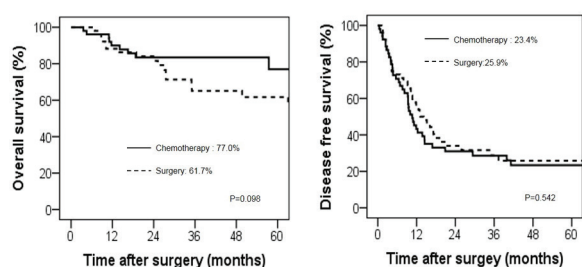 Overall survival (%)
100
80
60
40
20
0
Chemotherapy : 77.0%
Surgery: 61.7%
P=0.098
0 12 24 36 48 60
Time after surgery (months)
Disease free survival (%)
100
80
60
40
20
0
Chemotherapy : 23.4%
Surgery:25.9%
P=0.542
0 12 24 36 48 60
Time after surgey (months)